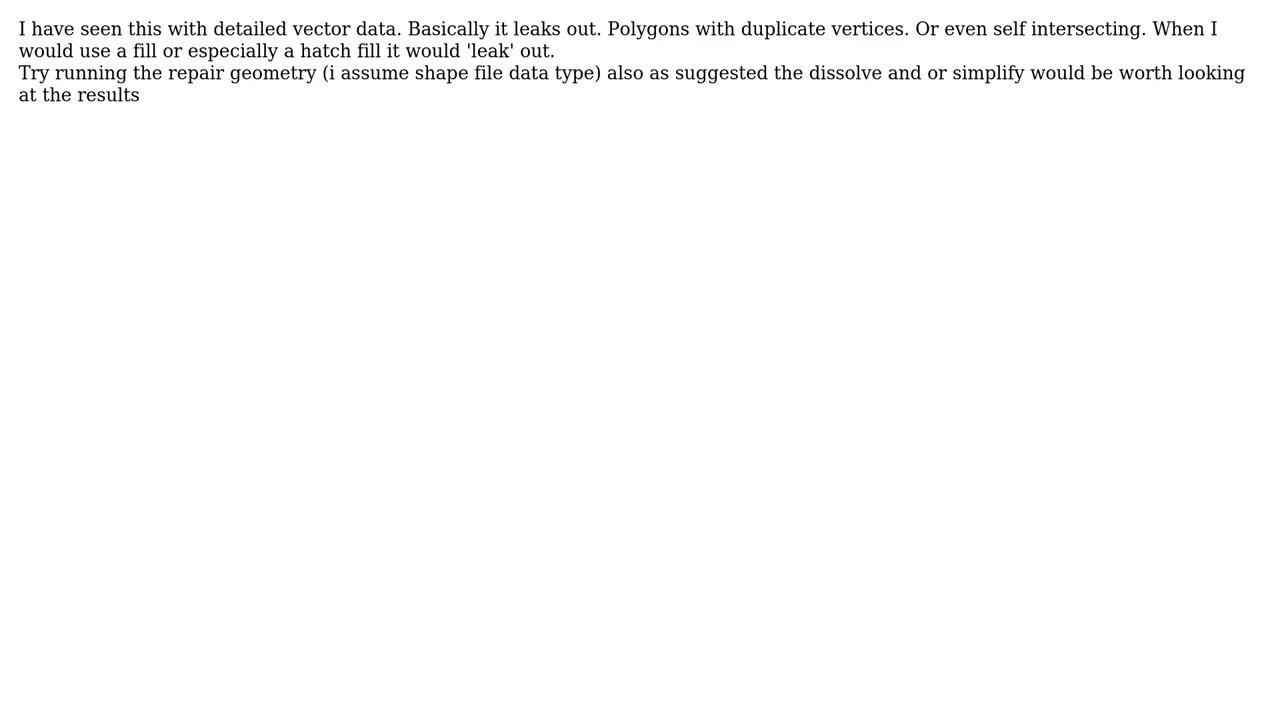 I have seen this with detailed vector data. Basically it leaks out. Polygons with duplicate vertices. Or even self intersecting. When I
would use a fill or especially a hatch fill it would 'leak' out.
Try running the repair geometry (i assume shape file data type) also as suggested the dissolve and or simplify would be worth looking
at the results